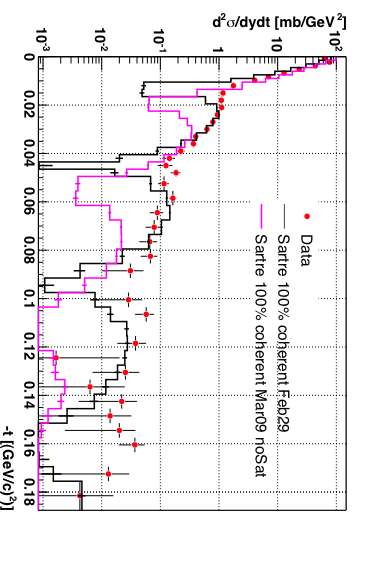 d²σ/dydt [mb/GeV²]
10⁻³ 10⁻² 10⁻¹ 1 10 10²
0
0.02
0.04
0.06
0.08
0.1
0.12
0.14
0.16
0.18
-t [(GeV/c)²)]
Data
Sartre 100% coherent Feb29
Sartre 100% coherent Mar09 noSat